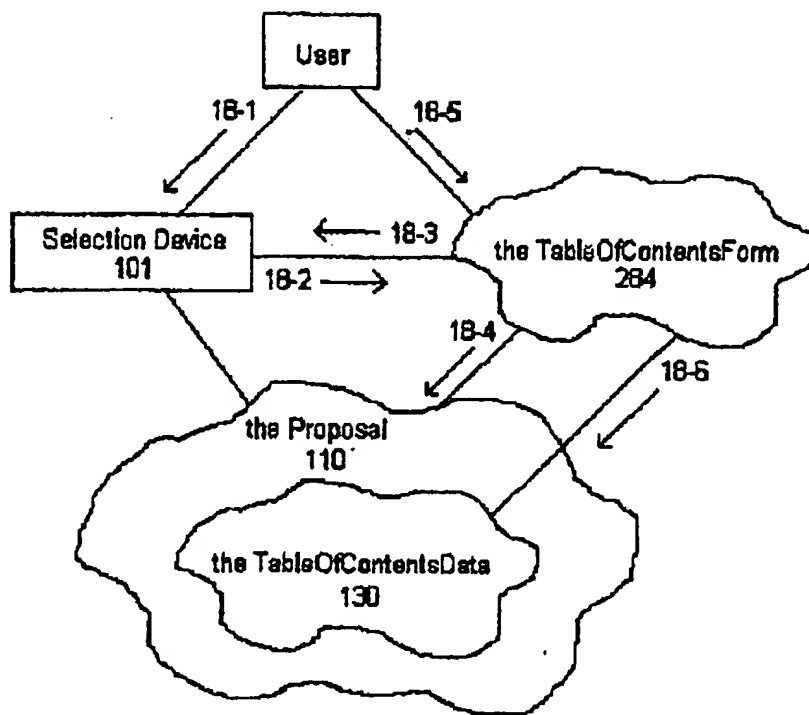 User
18-1
18-5
Selection Device
101
18-3
18-2
the TableOfContentsForm
284
18-4
18-6
the Proposal
110
the TableOfContentsData
130